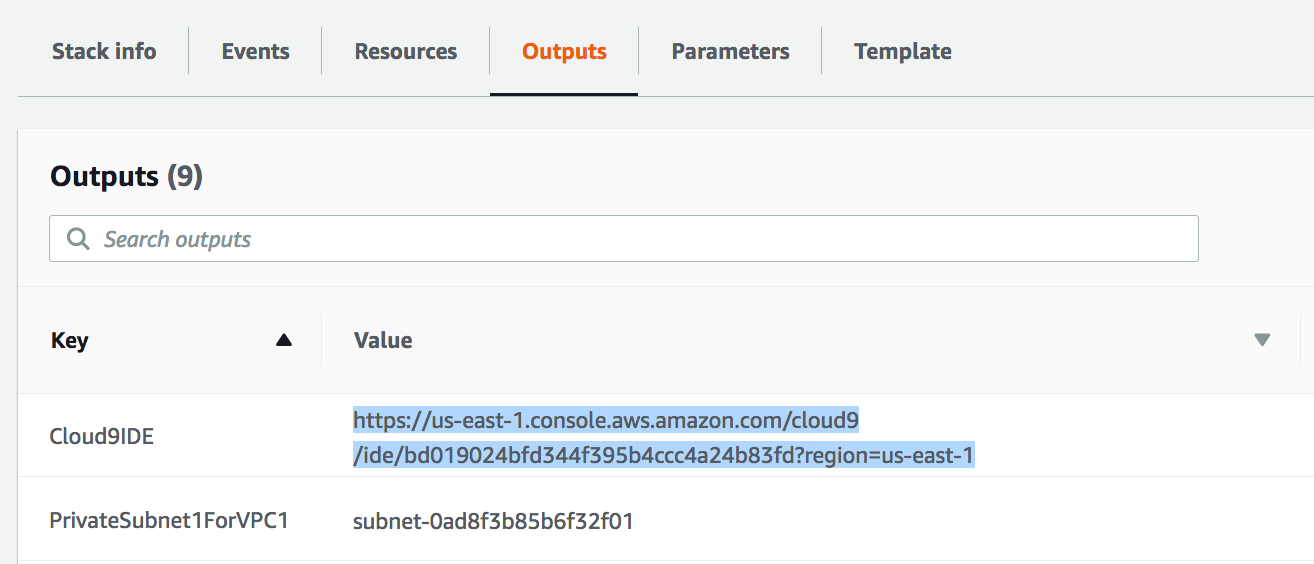 Stack info Events Resources Outputs Parameters Template
Outputs (9)
Search outputs
Key Value
Cloud9IDE https://us-east-1.console.aws.amazon.com/cloud9
/ide/bd019024bfd344f395b4ccc4a24b83fd?region=us-east-1
PrivateSubnet1ForVPC1 subnet-0ad8f3b85b6f32f01